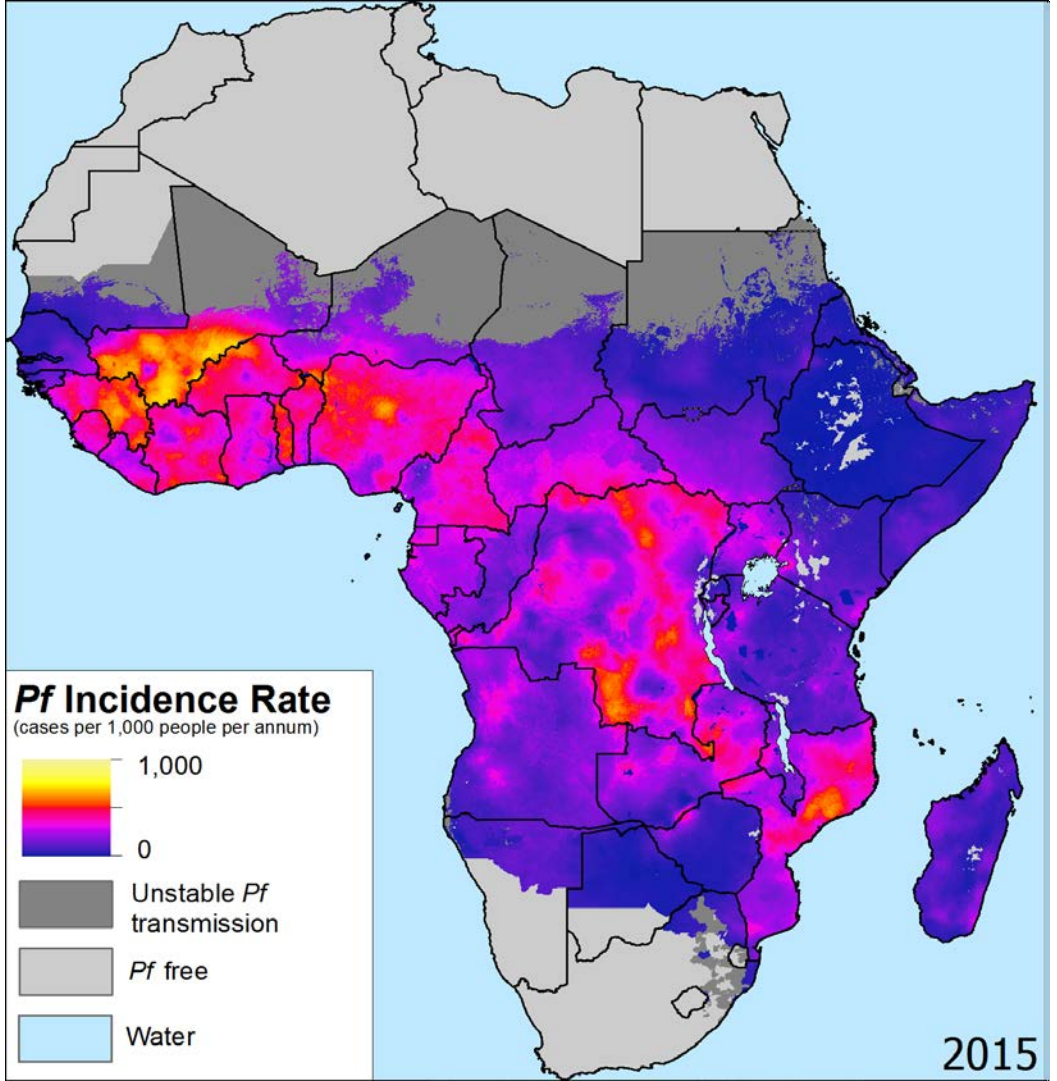 Pf Incidence Rate
(cases per 1,000 people per annum)
1,000
0
Unstable Pf
transmission
Pf free
Water
2015